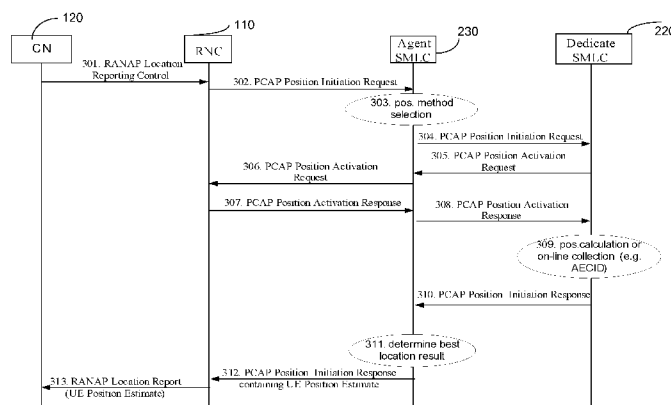 120
110
230
220
CN
RNC
Agent
SMLC
Dedicate
SMLC
301. RANAP Location
Reporting Control
302. PCAP Position Initiation Request
303. pos. method
selection
304. PCAP Position Initiation Request
305. PCAP Position Activation
Request
306. PCAP Position Activation
Request
307. PCAP Position Activation Response
308. PCAP Position Activation
Response
309. pos calculation or
on-line collection (e.g.
AECID)
310. PCAP Position Initiation Response
311. determine best
location result
312. PCAP Position Initiation Response
containing UE Position Estimate
313. RANAP Location Report
(UE Position Estimate)